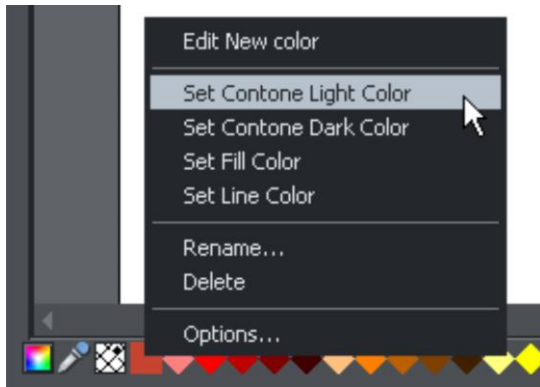 Edit New color
Set Contone Light Color
Set Contone Dark Color
Set Fill Color
Set Line Color
Rename...
Delete
Options...